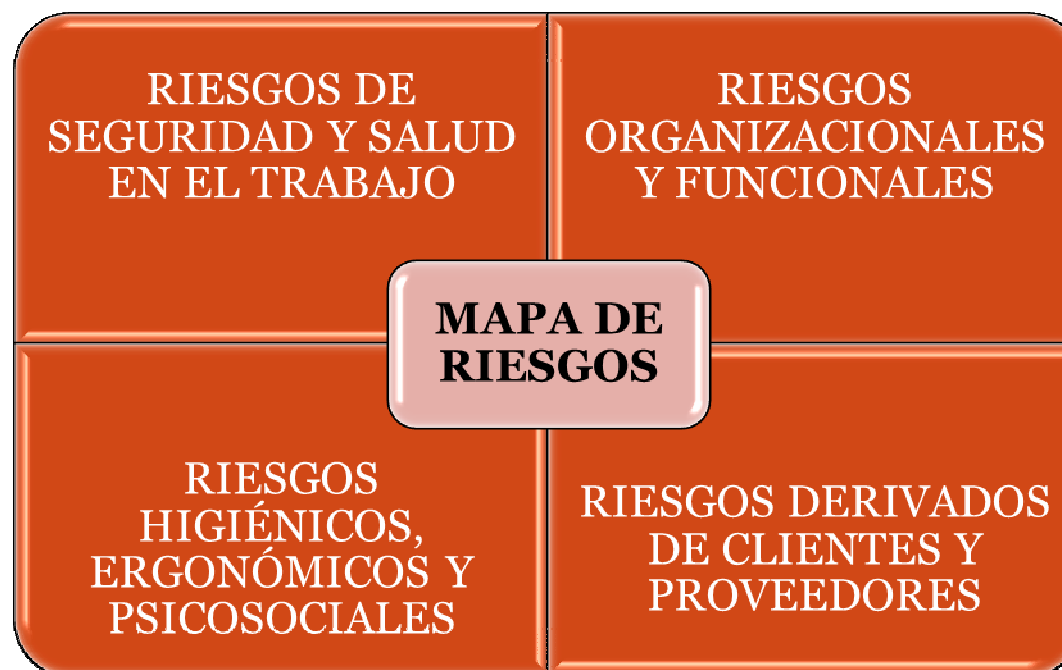 RIESGOS DE
SEGURIDAD Y SALUD
EN EL TRABAJO
RIESGOS
ORGANIZACIONALES
Y FUNCIONALES
MAPA DE
RIESGOS
RIESGOS
HIGIÉNICOS,
ERGONÓMICOS Y
PSICOSOCIALES
RIESGOS DERIVADOS
DE CLIENTES Y
PROVEEDORES